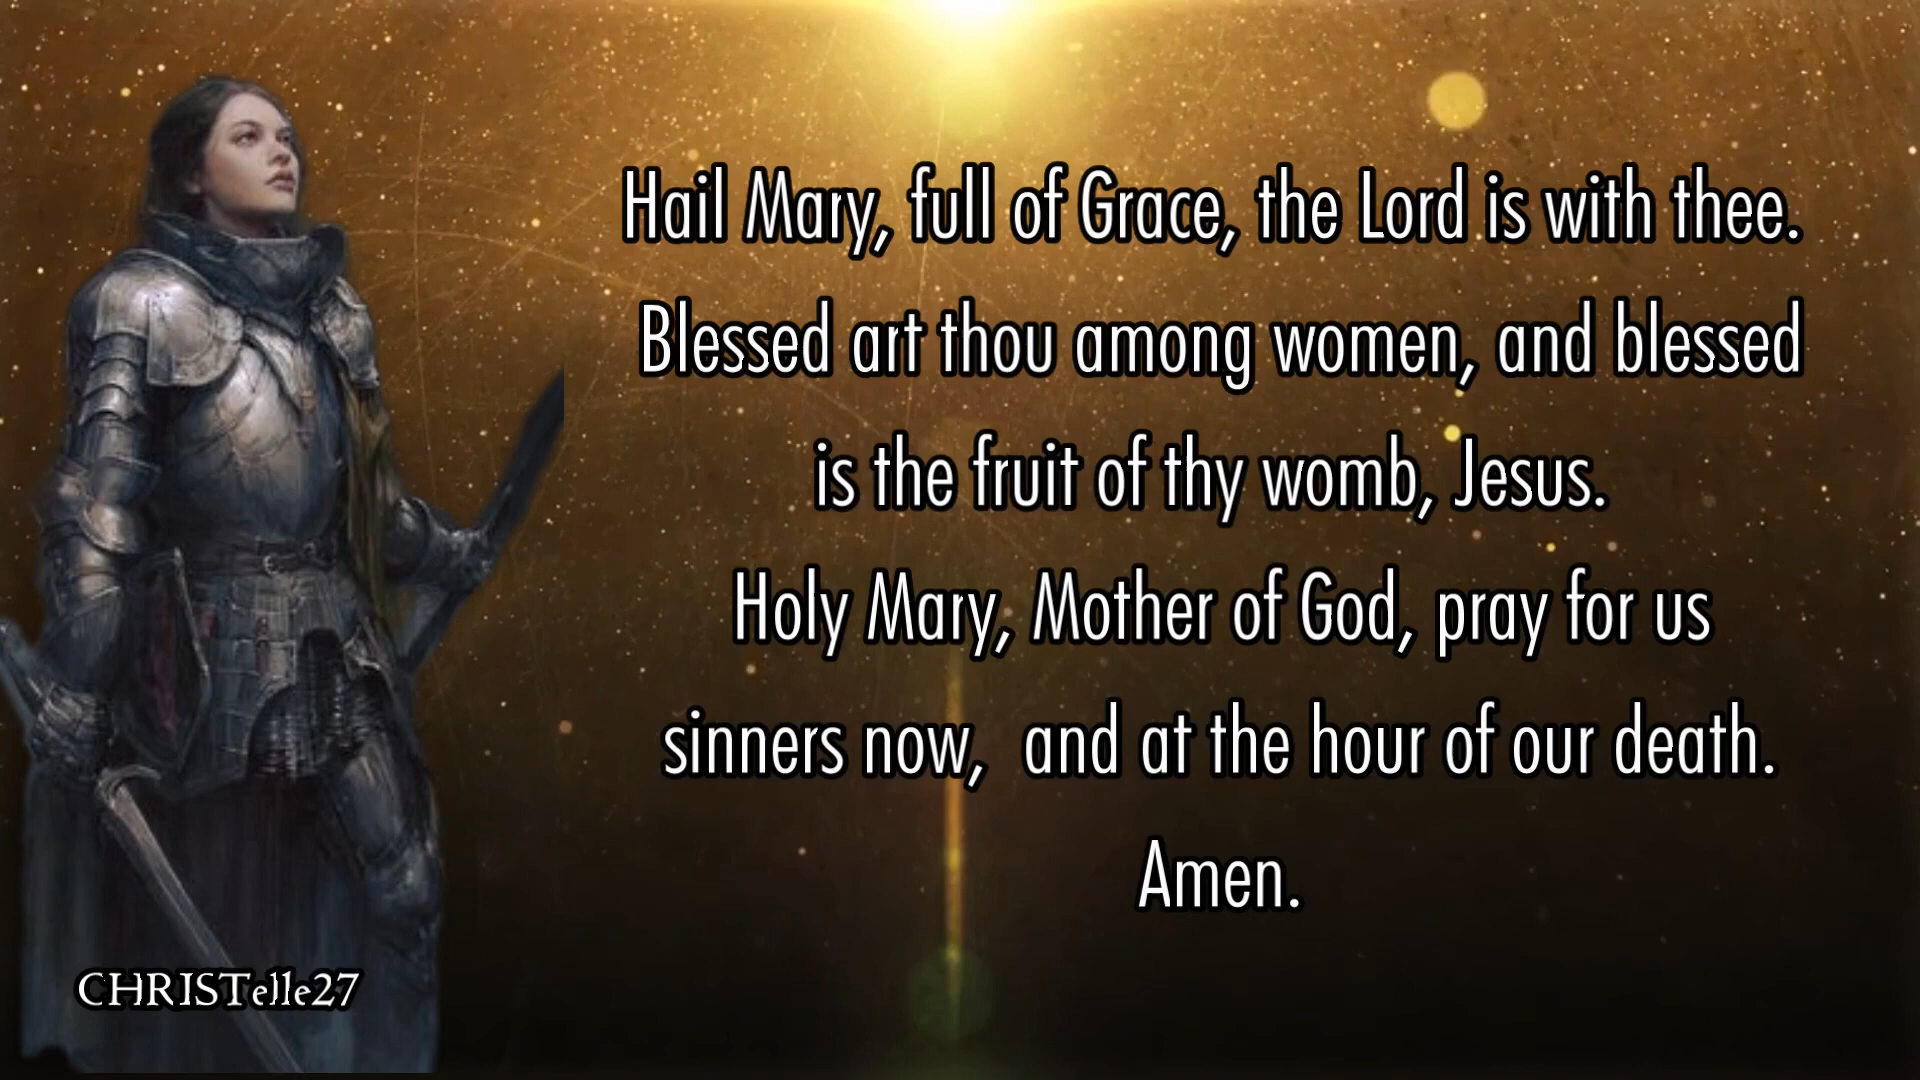 Hail Mary, full of Grace, the Lord is with thee.
Blessed art thou among women, and blessed
is the fruit of thy womb, Jesus.
Holy Mary, Mother of God, pray for us
sinners now,  and at the hour of our death.
Amen.
CHRISTelle27